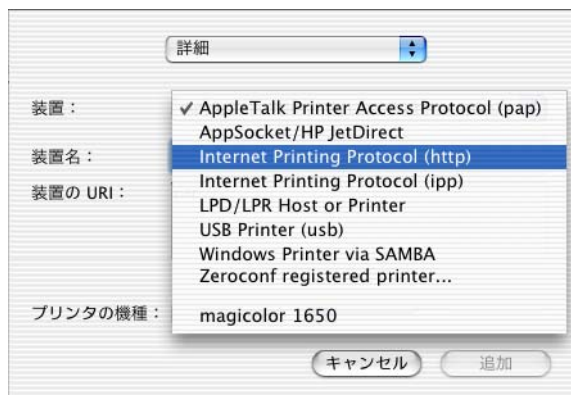 詳細
装置：
✓ AppleTalk Printer Access Protocol (pap)
AppSocket/HP JetDirect
装置名：
Internet Printing Protocol (http)
装置の URI：
Internet Printing Protocol (ipp)
LPD/LPR Host or Printer
USB Printer (usb)
Windows Printer via SAMBA
Zeroconf registered printer...
プリンタの機種：
magicolor 1650
キャンセル
追加